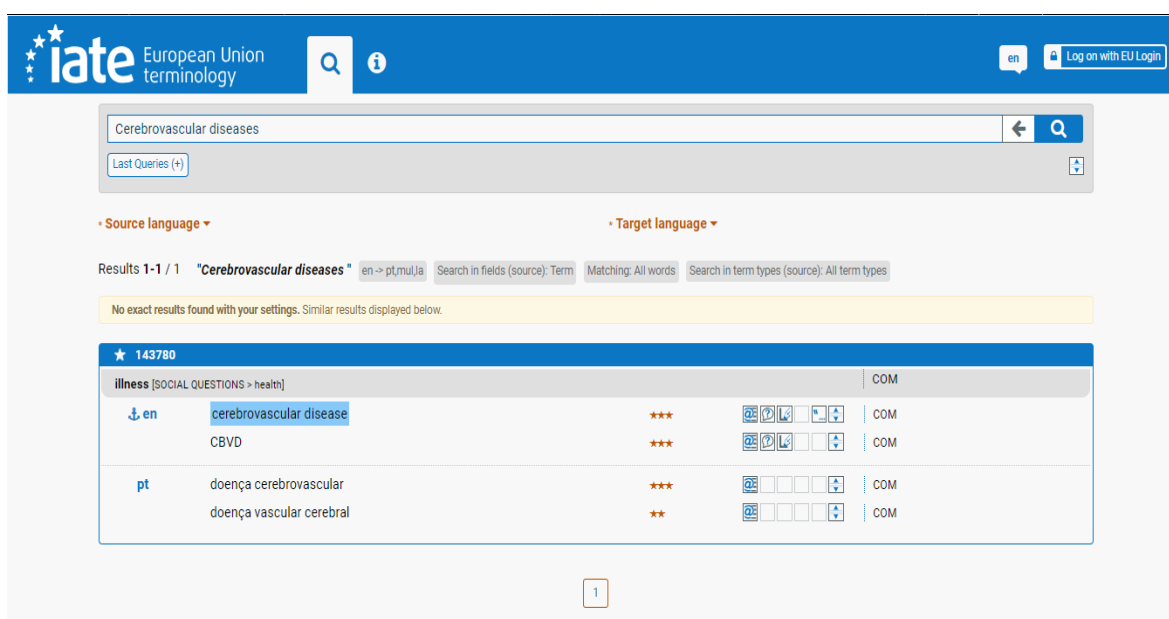 iate European Union
terminology
en
Log on with EU Login
Cerebrovascular diseases
Last Queries (+)
* Source language
* Target language
Results 1-1 / 1 "Cerebrovascular diseases " en -> pt,mul,la Search in fields (source): Term Matching: All words Search in term types (source): All term types
No exact results found with your settings. Similar results displayed below.
★ 143780
illness [SOCIAL QUESTIONS > health] COM
en cerebrovascular disease ★★★ COM
CBVD ★★★ COM
pt doença cerebrovascular ★★★ COM
doença vascular cerebral ★★ COM
1